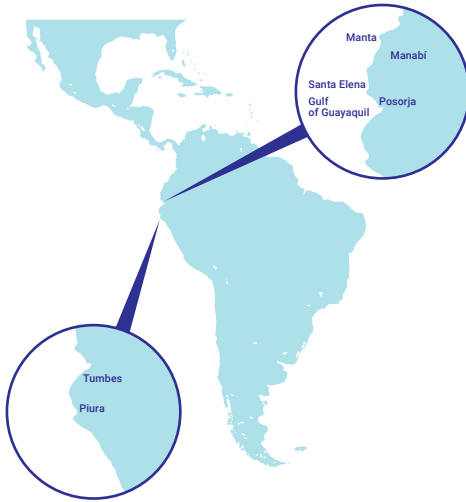 Manta
Manabí
Santa Elena
Gulf
of Guayaquil
Posorja
Tumbes
Piura